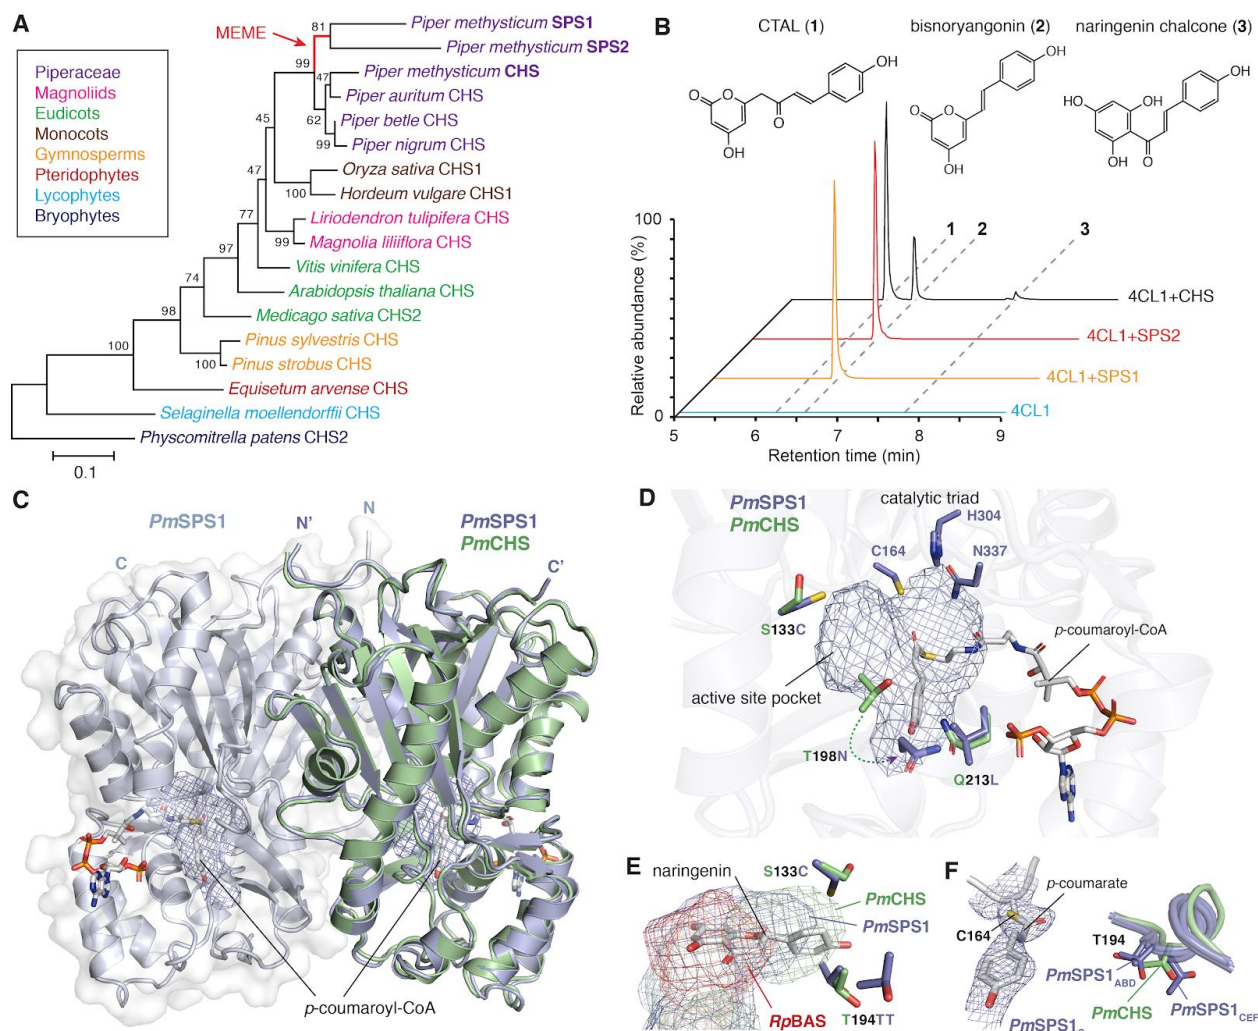 A
MEME
81
99
47
62
99
45
100
47
99
77
97
74
98
100
100
Piper methysticum SPS1
Piper methysticum SPS2
Piper methysticum CHS
Piper auritum CHS
Piper betle CHS
Piper nigrum CHS
Oryza sativa CHS1
Hordeum vulgare CHS1
Liriodendron tulipifera CHS
Magnolia liliiflora CHS
Vitis vinifera CHS
Arabidopsis thaliana CHS
Medicago sativa CHS2
Pinus sylvestris CHS
Pinus strobus CHS
Equisetum arvense CHS
Selaginella moellendorffii CHS
Physcomitrella patens CHS2
Piperaceae
Magnoliids
Eudicots
Monocots
Gymnosperms
Pteridophytes
Lycophytes
Bryophytes
0.1
B
CTAL (1)
bisnoryangonin (2)
naringenin chalcone (3)
O
O
O
OH
OH
O
O
OH
OH
HO
OH
OH
O
OH
Relative abundance (%)
100
0
1
2
3
4CL1+CHS
4CL1+SPS2
4CL1+SPS1
4CL1
5
6
7
8
9
Retention time (min)
C
PmSPS1
N
N'
C
PmSPS1
PmCHS
C'
p-coumaroyl-CoA
D
PmSPS1
PmCHS
catalytic triad
H304
C164
N337
S133C
p-coumaroyl-CoA
active site pocket
T198N
Q213L
E
naringenin
S133C
PmCHS
PmSPS1
RpBAS
T194TT
F
p-coumarate
C164
T194
PmSPS1ABD
PmCHS
PmSPS1CEF